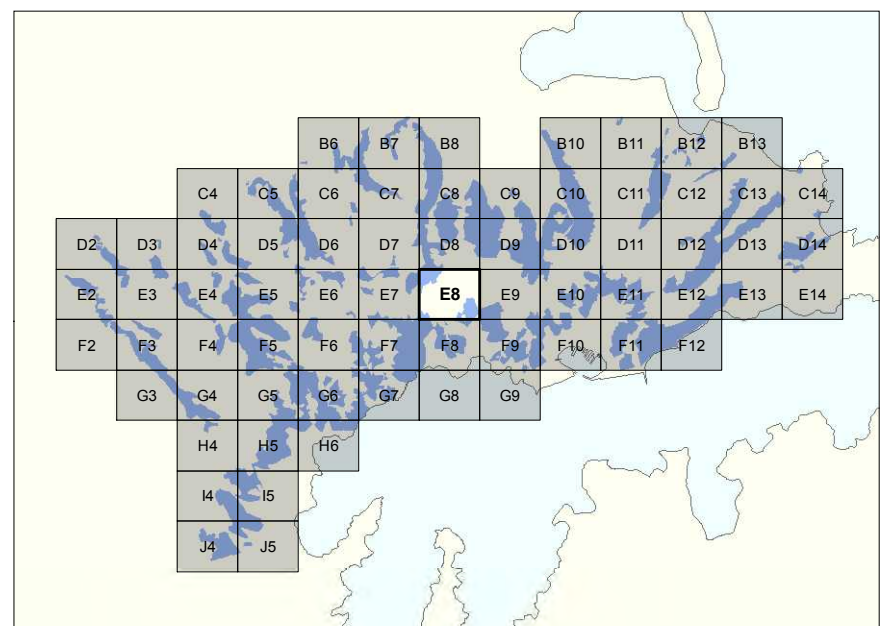 B6 B7 B8 B10 B11 B12 B13
C4 C5 C6 C7 C8 C9 C10 C11 C12 C13 C14
D2 D3 D4 D5 D6 D7 D8 D9 D10 D11 D12 D13 D14
E2 E3 E4 E5 E6 E7 E8 E9 E10 E11 E12 E13 E14
F2 F3 F4 F5 F6 F7 F8 F9 F10 F11 F12
G3 G4 G5 G6 G7 G8 G9
H4 H5 H6
I4 I5
J4 J5